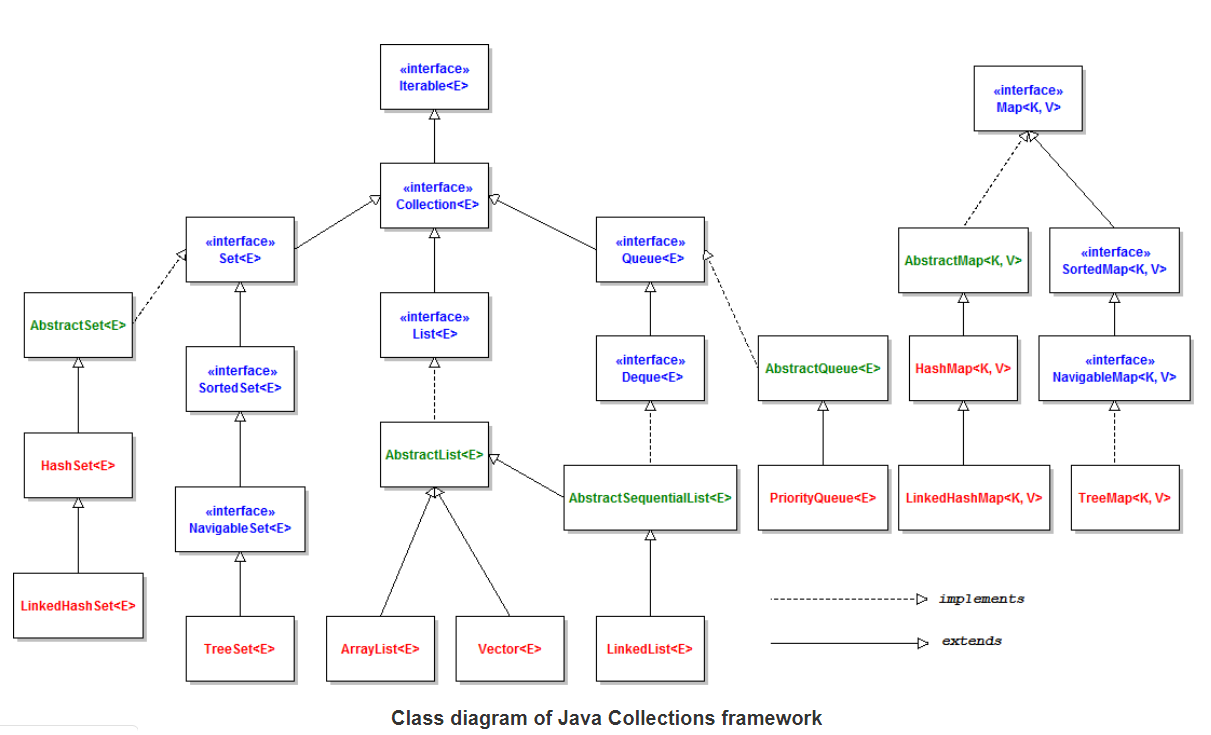 «interface»
Iterable<E>
«interface»
Map<K, V>
«interface»
Collection<E>
«interface»
Set<E>
«interface»
Queue<E>
AbstractMap<K, V>
«interface»
SortedMap<K, V>
AbstractSet<E>
«interface»
List<E>
«interface»
SortedSet<E>
«interface»
Deque<E>
AbstractQueue<E>
HashMap<K, V>
«interface»
NavigableMap<K, V>
HashSet<E>
AbstractList<E>
«interface»
NavigableSet<E>
AbstractSequentialList<E>
PriorityQueue<E>
LinkedHashMap<K, V>
TreeMap<K, V>
LinkedHashSet<E>
TreeSet<E>
ArrayList<E>
Vector<E>
LinkedList<E>
implements
extends
Class diagram of Java Collections framework